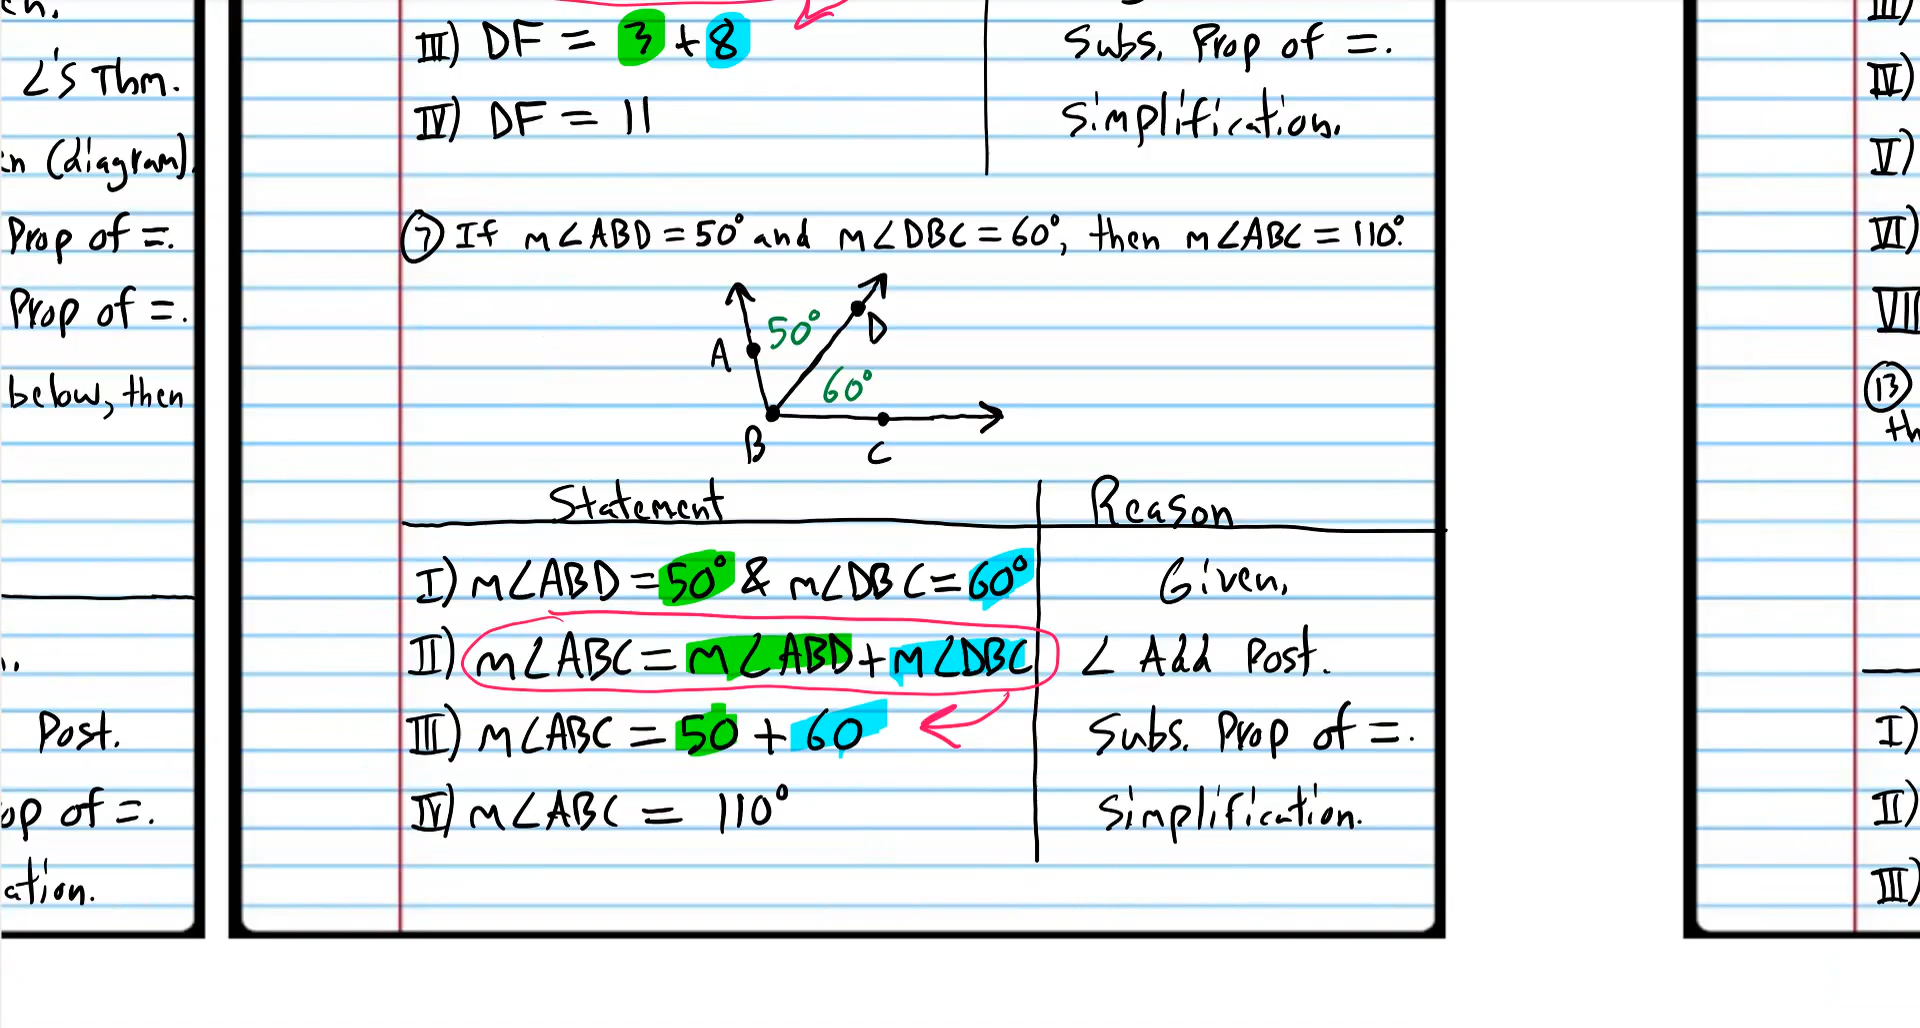 ∠'s Thm.
(diagram).
Prop of =.
Prop of =.
below, then
Post.
of =.
III) DF = 3 + 8 Subs. Prop of =.
IV) DF = 11 Simplification.
⑦ If m∠ABD = 50° and m∠DBC = 60°, then m∠ABC = 110°.
50°
D
A
60°
B
C
Statement Reason
I) m∠ABD = 50° & m∠DBC = 60° Given.
II) m∠ABC = m∠ABD + m∠DBC ∠ Add Post.
III) m∠ABC = 50 + 60 Subs. Prop of =.
IV) m∠ABC = 110° Simplification.
III)
IV)
V)
VI)
VII
⑬
th
I)
II)
III)